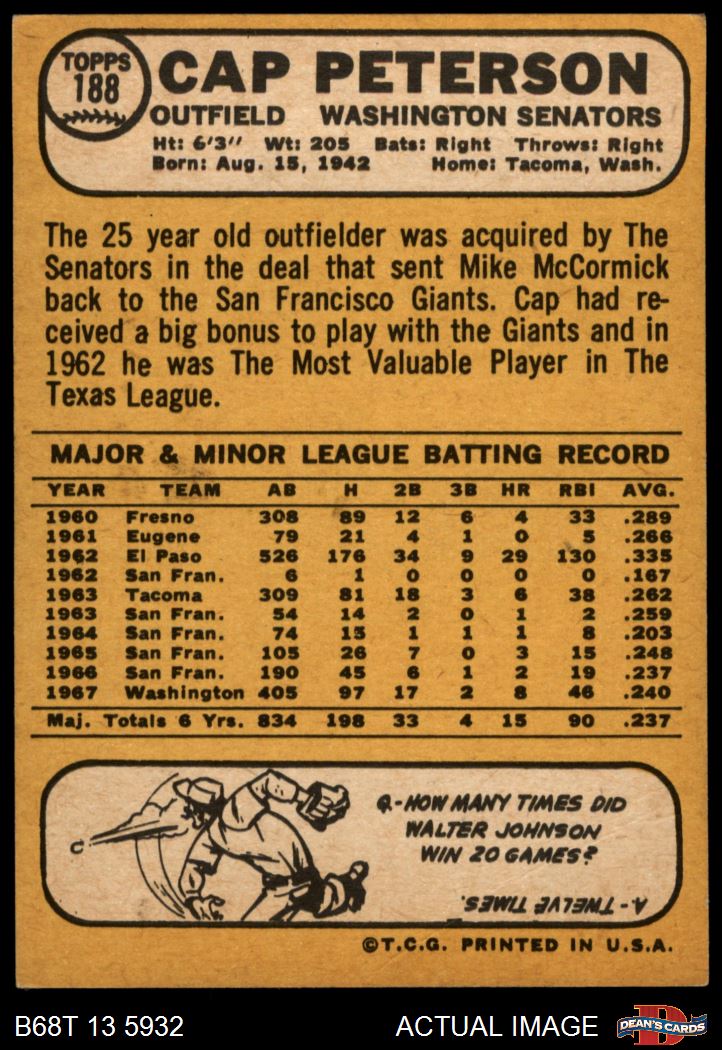 TOPPS
188
CAP PETERSON
OUTFIELD WASHINGTON SENATORS
Ht: 6'3" Wt: 205 Bats: Right Throws: Right
Born: Aug. 15, 1942 Home: Tacoma, Wash.
The 25 year old outfielder was acquired by The
Senators in the deal that sent Mike McCormick
back to the San Francisco Giants. Cap had re-
ceived a big bonus to play with the Giants and in
1962 he was The Most Valuable Player in The
Texas League.
MAJOR & MINOR LEAGUE BATTING RECORD
YEAR TEAM AB H 2B 3B HR RBI AVG.
1960 Fresno 308 89 12 6 4 33 .289
1961 Eugene 79 21 4 1 0 5 .266
1962 El Paso 526 176 34 9 29 130 .335
1962 San Fran. 6 1 0 0 0 0 .167
1963 Tacoma 309 81 18 3 6 38 .262
1963 San Fran. 54 14 2 0 1 2 .259
1964 San Fran. 74 15 1 1 1 8 .203
1965 San Fran. 105 26 7 0 3 15 .248
1966 San Fran. 190 45 6 1 2 19 .237
1967 Washington 405 97 17 2 8 46 .240
Maj. Totals 6 Yrs. 834 198 33 4 15 90 .237
Q.-HOW MANY TIMES DID
WALTER JOHNSON
WIN 20 GAMES?
A.-TWELVE TIMES.
©T.C.G. PRINTED IN U.S.A.
B68T 13 5932 ACTUAL IMAGE
D
DEAN'S CARDS